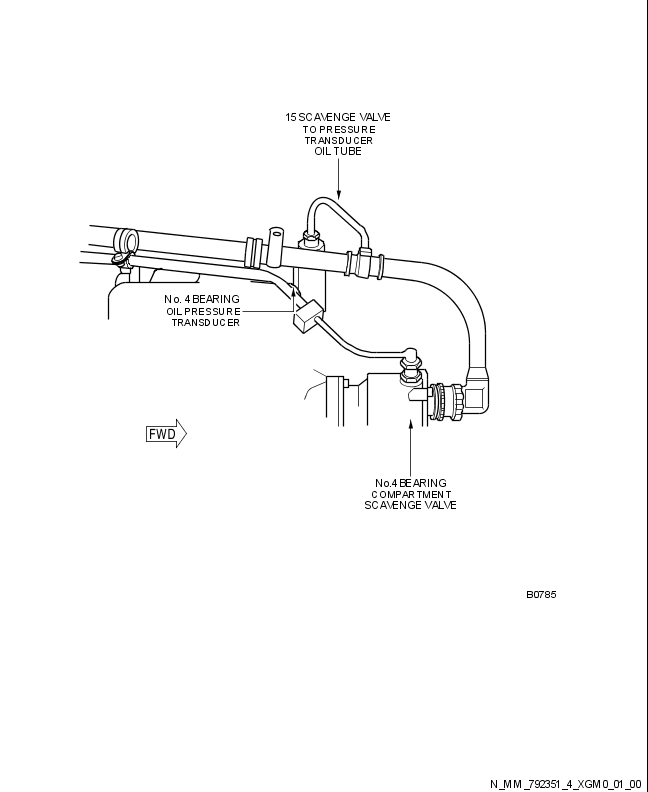 15 SCAVENGE VALVE
TO PRESSURE
TRANSDUCER
OIL TUBE
No. 4 BEARING
OIL PRESSURE
TRANSDUCER
FWD
No.4 BEARING
COMPARTMENT
SCAVENGE VALVE
B0785
N_MM_792351_4_XGM0_01_00